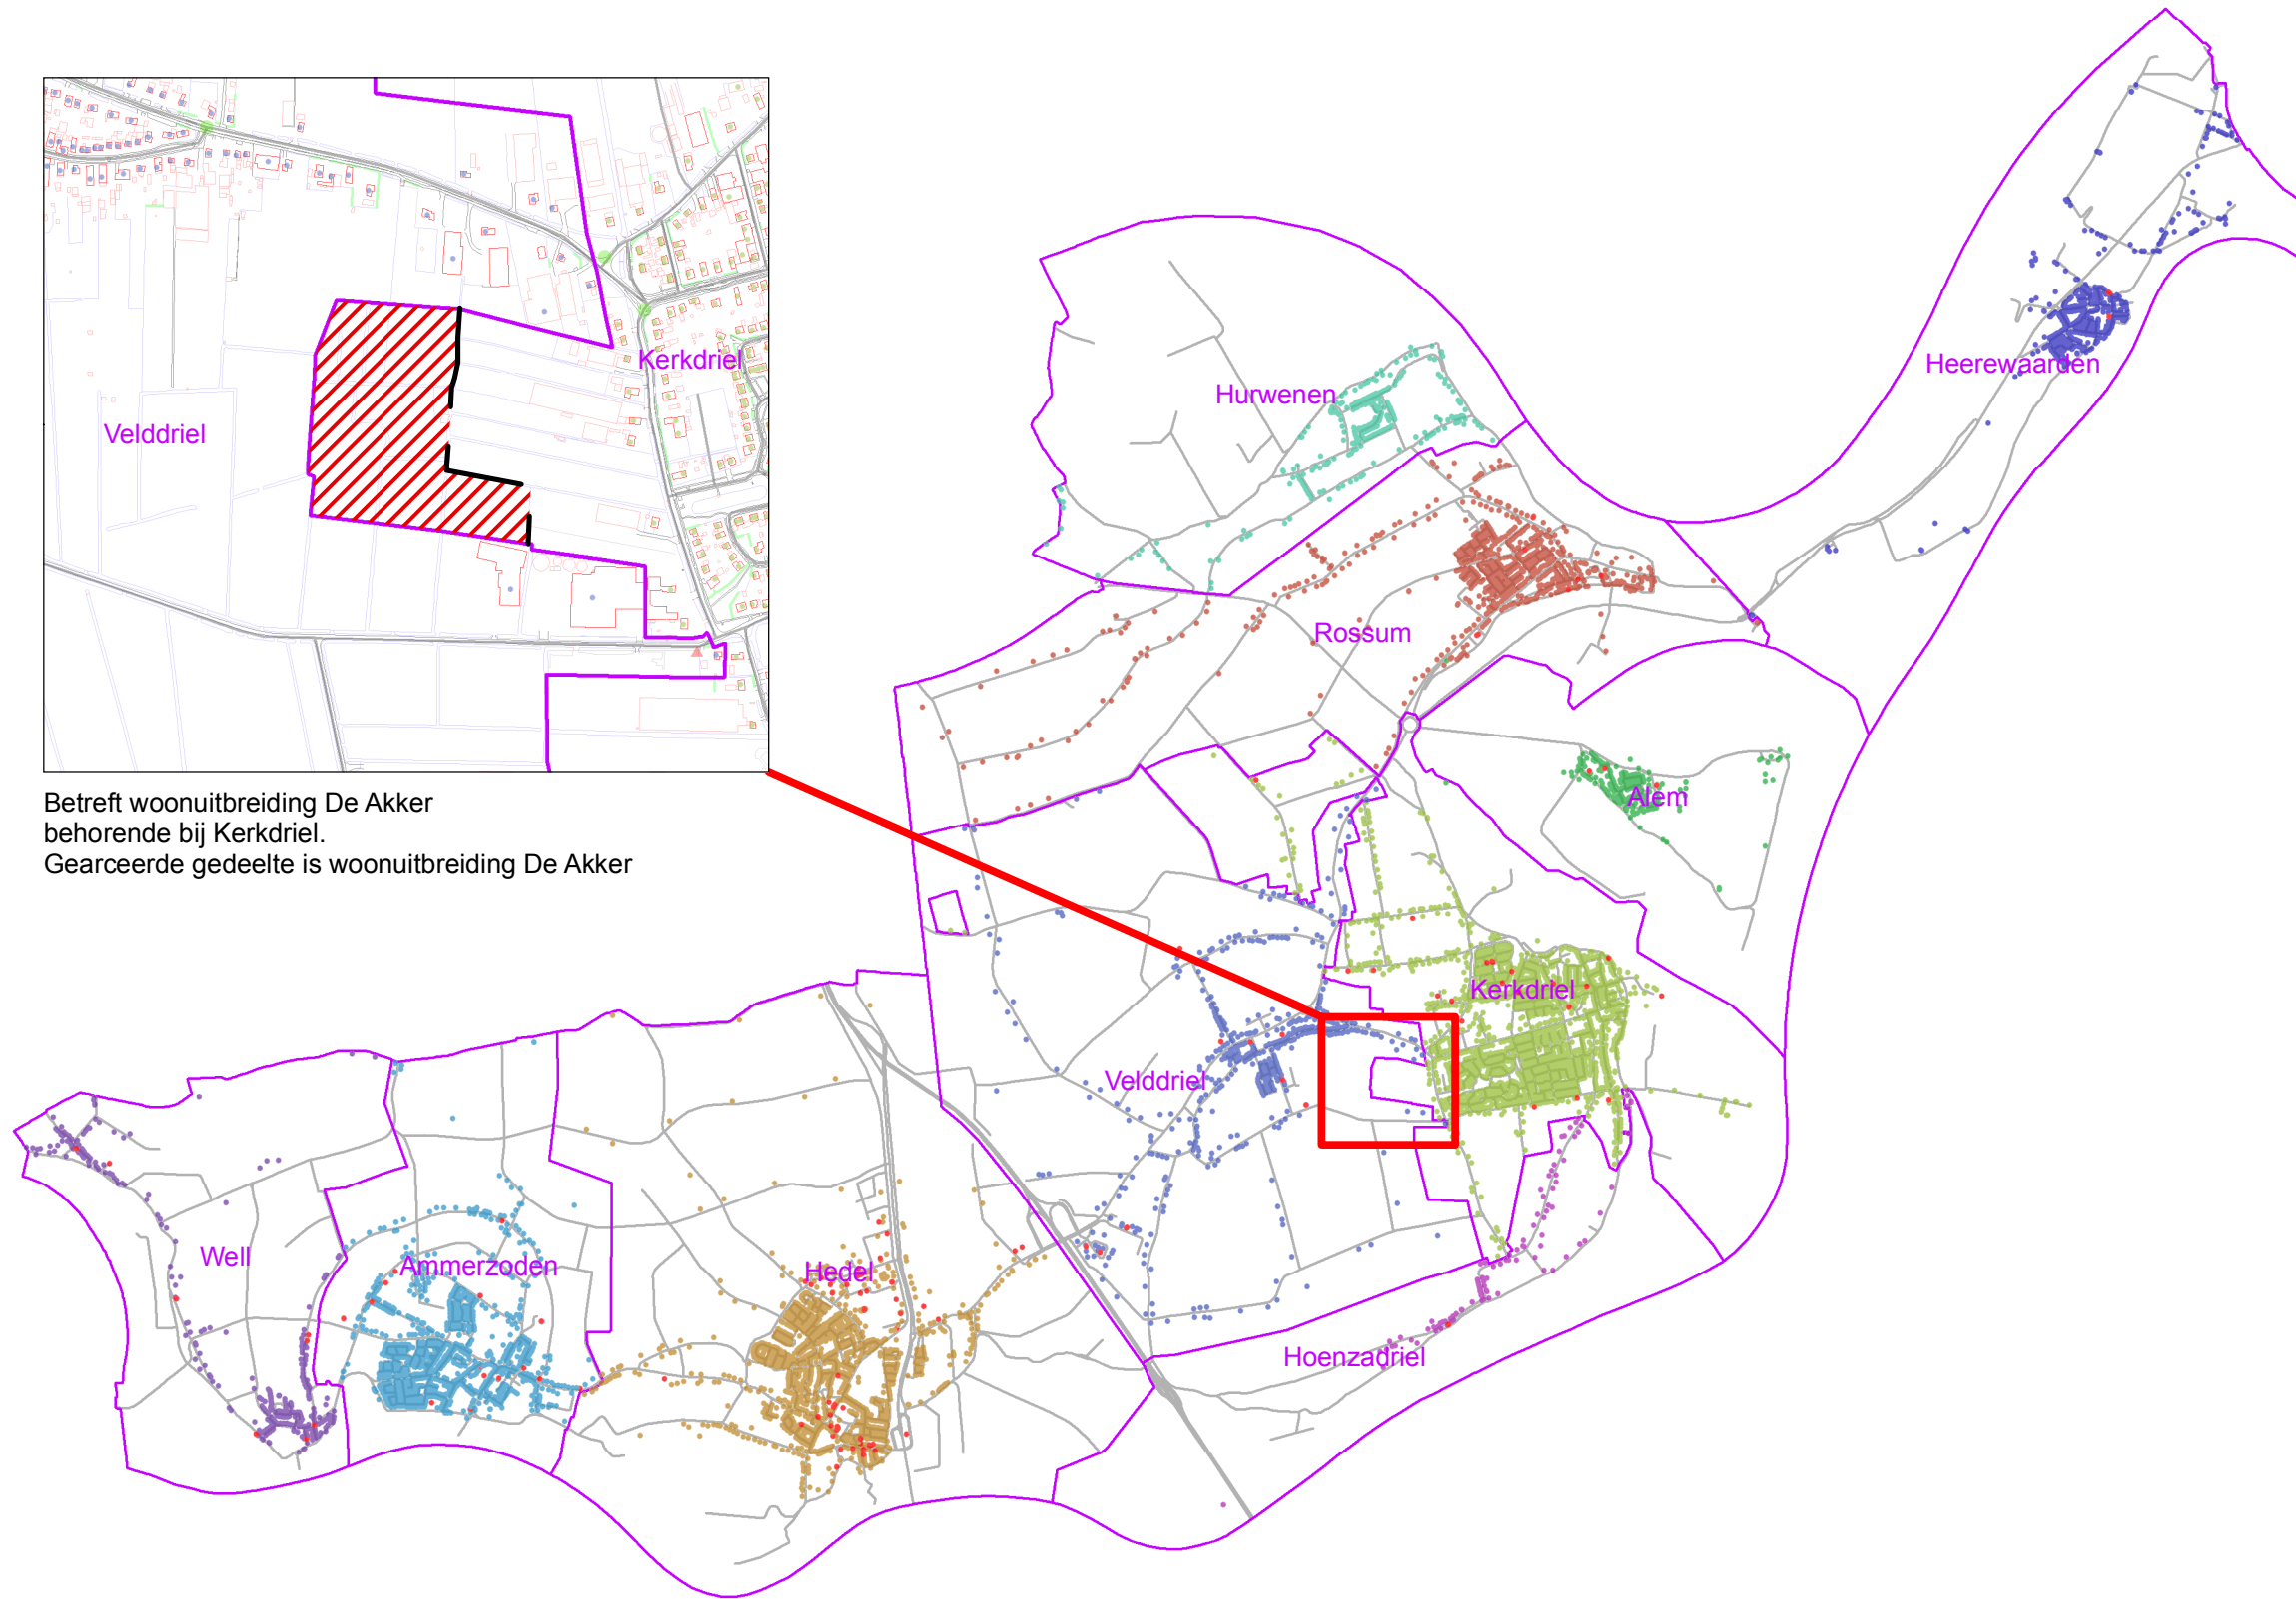 Velddriel
Kerkdriel
Betreft woonuitbreiding De Akker
behorende bij Kerkdriel.
Gearceerde gedeelte is woonuitbreiding De Akker
Heerewaarden
Hurwenen
Rossum
Alem
Kerkdriel
Velddriel
Well
Ammerzoden
Hedel
Hoenzadriel